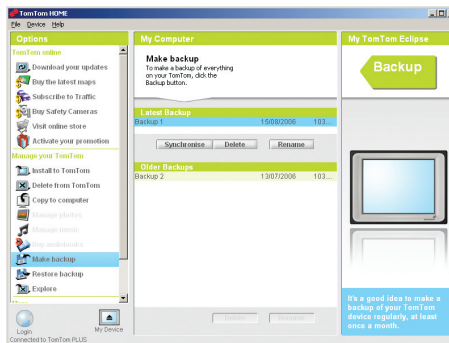 TomTom HOME
File Device Help
Options
TomTom online
Download your updates
Buy the latest maps
Subscribe to Traffic
Buy Safety Cameras
Visit online store
Activate your promotion
Manage your TomTom
Install to TomTom
Delete from TomTom
Copy to computer
Manage photos
Manage music
Buy audiobooks
Make backup
Restore backup
Explore
Login
My Device
Connected to TomTom PLUS
My Computer
Make backup
To make a backup of everything
on your TomTom, click the
Backup button.
Latest Backup
Backup 1 15/08/2006 103...
Synchronise Delete Rename
Older Backups
Backup 2 13/07/2006 103...
Delete Rename
My TomTom Eclipse
Backup
It's a good idea to make a
backup of your TomTom
device regularly, at least
once a month.